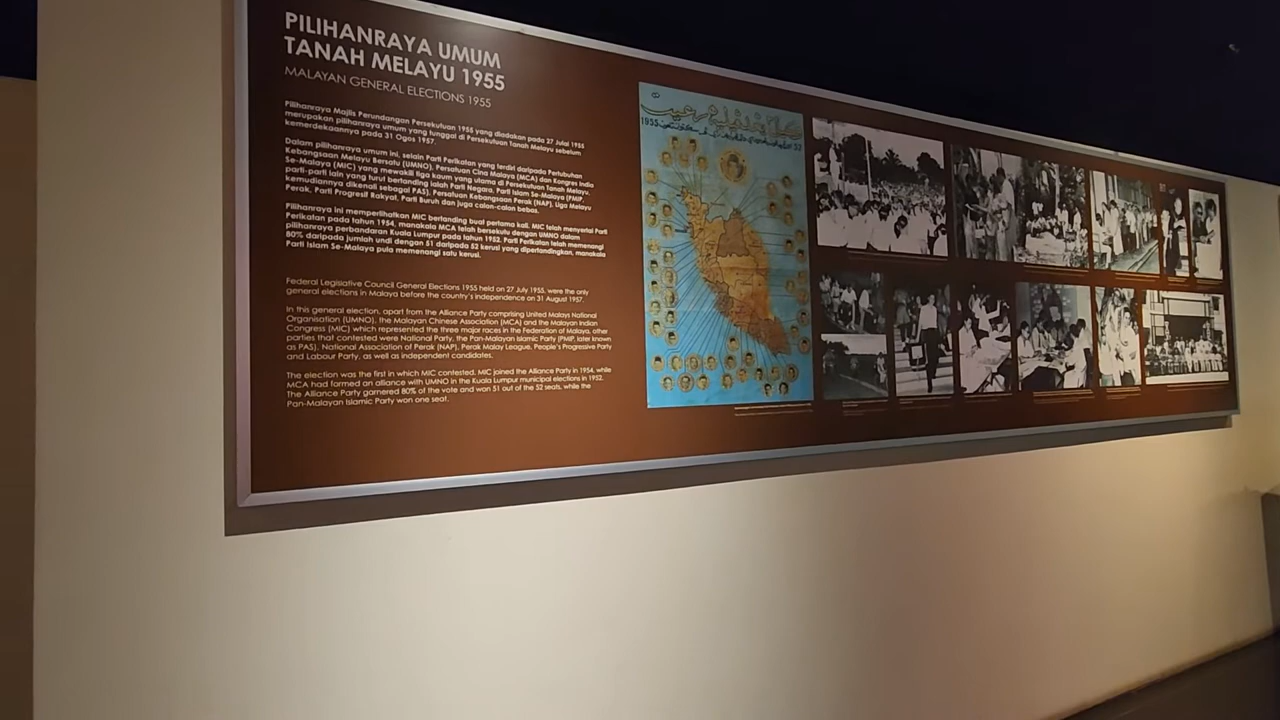 PILIHANRAYA UMUM
TANAH MELAYU 1955
MALAYAN GENERAL ELECTIONS 1955
Pilihanraya Majlis Perundangan Persekutuan 1955 yang diadakan pada 27 Julai 1955
merupakan pilihanraya umum yang tunggal di Persekutuan Tanah Melayu sebelum
kemerdekaannya pada 31 Ogos 1957.
Dalam pilihanraya umum ini, selain Parti Perikatan yang terdiri daripada Pertubuhan
Kebangsaan Melayu Bersatu (UMNO), Persatuan Cina Malaya (MCA) dan Kongres India
Se-Malaya (MIC) yang mewakili tiga kaum yang utama di Persekutuan Tanah Melayu,
parti-parti lain yang turut bertanding ialah Parti Negara, Parti Islam Se-Malaya (PMIP,
kemudiannya dikenali sebagai PAS), Persatuan Kebangsaan Perak (NAP), Liga Melayu
Perak, Parti Progresif Rakyat, Parti Buruh dan juga calon-calon bebas.
Pilihanraya ini memperlihatkan MIC bertanding buat pertama kali. MIC telah menyertai Parti
Perikatan pada tahun 1954, manakala MCA telah bersekutu dengan UMNO dalam
pilihanraya perbandaran Kuala Lumpur pada tahun 1952. Parti Perikatan telah memenangi
80% daripada jumlah undi dengan 51 daripada 52 kerusi yang dipertandingkan, manakala
Parti Islam Se-Malaya pula memenangi satu kerusi.
Federal Legislative Council General Elections 1955 held on 27 July 1955, were the only
general elections in Malaya before the country's independence on 31 August 1957.
In this general election, apart from the Alliance Party comprising United Malays National
Organisation (UMNO), the Malayan Chinese Association (MCA) and the Malayan Indian
Congress (MIC) which represented the three major races in the Federation of Malaya, other
parties that contested were National Party, the Pan-Malayan Islamic Party (PMIP, later known
as PAS), National Association of Perak (NAP), Perak Malay League, People's Progressive Party
and Labour Party, as well as independent candidates.
The election was the first in which MIC contested. MIC joined the Alliance Party in 1954, while
MCA had formed an alliance with UMNO in the Kuala Lumpur municipal elections in 1952.
The Alliance Party garnered 80% of the vote and won 51 out of the 52 seats, while the
Pan-Malayan Islamic Party won one seat.
1955
52